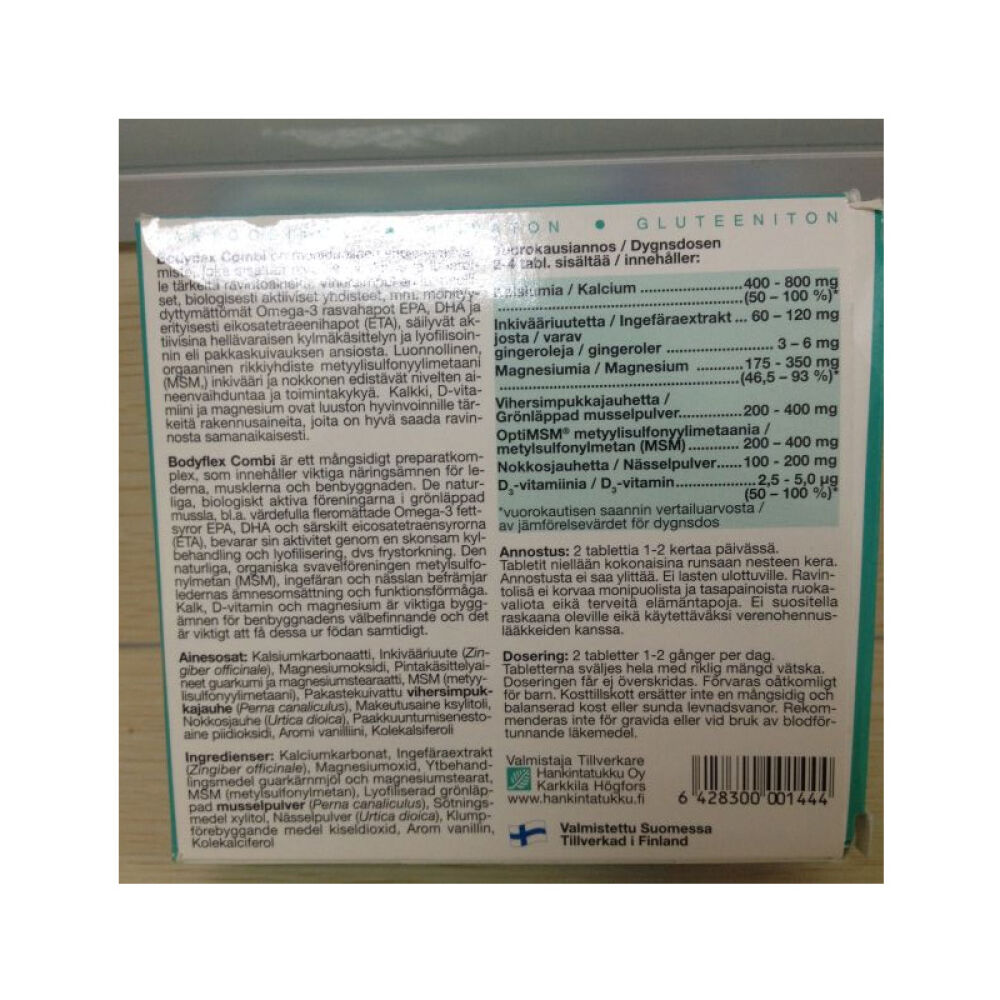 • GLUTEENITON
Bodyflex Combi
le tärkeitä
set, biologisesti aktiiviset yhdisteet, mm. monityy-
dyttymättömät Omega-3 rasvahapot EPA, DHA ja
erityisesti eikosatetraeenihapot (ETA), säilyvät ak-
tiivisina hellävaraisen kylmäkäsittelyn ja lyofilisoin-
nin eli pakkaskuivauksen ansiosta. Luonnollinen,
orgaaninen rikkiyhdiste metyylisulfonyylimetaani
(MSM,) inkivääri ja nokkonen edistävät nivelten ai-
neenvaihduntaa ja toimintakykyä. Kalkki, D-vita-
miini ja magnesium ovat luuston hyvinvoinnille tär-
keitä rakennusaineita, joita on hyvä saada ravin-
nosta samanaikaisesti.
Bodyflex Combi är ett mångsidigt preparatkom-
plex, som innehåller viktiga näringsämnen för le-
derna, musklerna och benbyggnaden. De natur-
liga, biologiskt aktiva föreningarna i grönläppad
mussla, bl.a. värdefulla fleromättade Omega-3 fett-
syror EPA, DHA och särskilt eicosatetraensyrorna
(ETA), bevarar sin aktivitet genom en skonsam kyl-
behandling och lyofilisering, dvs frystorkning. Den
naturliga, organiska svavelföreningen metylsulfo-
nylmetan (MSM), ingefäran och nässlan befrämjar
ledernas ämnesomsättning och funktionsförmåga.
Kalk, D-vitamin och magnesium är viktiga bygg-
ämnen för benbyggnadens välbefinnande och det
är viktigt att få dessa ur födan samtidigt.
Ainesosat: Kalsiumkarbonaatti, Inkivääriuute (Zin-
giber officinale), Magnesiumoksidi, Pintakäsittelyai-
neet guarkumi ja magnesiumstearaatti, MSM (metyy-
lisulfonyylimetaani), Pakastekuivattu vihersimpuk-
kajauhe (Perna canaliculus), Makeutusaine ksylitoli,
Nokkosjauhe (Urtica dioica), Paakkuuntumisenesto-
aine piidioksidi, Aromi vanilliini, Kolekalsiferoli
Ingredienser: Kalciumkarbonat, Ingefäraextrakt
(Zingiber officinale), Magnesiumoxid, Ytbehand-
lingsmedel guarkärnmjöl och magnesiumstearat,
MSM (metylsulfonylmetan), Lyofiliserad grönläp-
pad musselpulver (Perna canaliculus), Sötnings-
medel xylitol, Nässelpulver (Urtica dioica), Klump-
förebyggande medel kiseldioxid, Arom vanillin,
Kolekalciferol
Vuorokausiannos / Dygnsdosen
2-4 tabl. sisältää / innehåller:
Kalsiumia / Kalcium ........................400 - 800 mg
........................................................(50 – 100 %)*
Inkivääriuutetta / Ingefäraextrakt ... 60 – 120 mg
josta / varav
gingeroleja / gingeroler ......................... 3 – 6 mg
Magnesiumia / Magnesium ...........175 - 350 mg
........................................................(46,5 – 93 %)*
Vihersimpukkajauhetta /
Grönläppad musselpulver...............200 - 400 mg
OptiMSM® metyylisulfonyylimetaania /
metylsulfonylmetan (MSM)............ 200 – 400 mg
Nokkosjauhetta / Nässelpulver......100 - 200 mg
D3-vitamiinia / D3-vitamin...................2,5 - 5,0 µg
(50 – 100 %)*
*vuorokautisen saannin vertailuarvosta /
av jämförelsevärdet för dygnsdos
Annostus: 2 tablettia 1-2 kertaa päivässä.
Tabletit niellään kokonaisina runsaan nesteen kera.
Annostusta ei saa ylittää. Ei lasten ulottuville. Ravin-
tolisä ei korvaa monipuolista ja tasapainoista ruoka-
valiota eikä terveitä elämäntapoja. Ei suositella
raskaana oleville eikä käytettäväksi verenohennus-
lääkkeiden kanssa.
Dosering: 2 tabletter 1-2 gånger per dag.
Tabletterna sväljes hela med riklig mängd vätska.
Doseringen får ej överskridas. Förvaras oåtkomligt
för barn. Kosttillskott ersätter inte en mångsidig och
balanserad kost eller sunda levnadsvanor. Rekom-
menderas inte för gravida eller vid bruk av blodför-
tunnande läkemedel.
Valmistaja Tillverkare
Hankintatukku Oy
Karkkila Högfors
www.hankintatukku.fi
6 428300 001444
Valmistettu Suomessa
Tillverkad i Finland